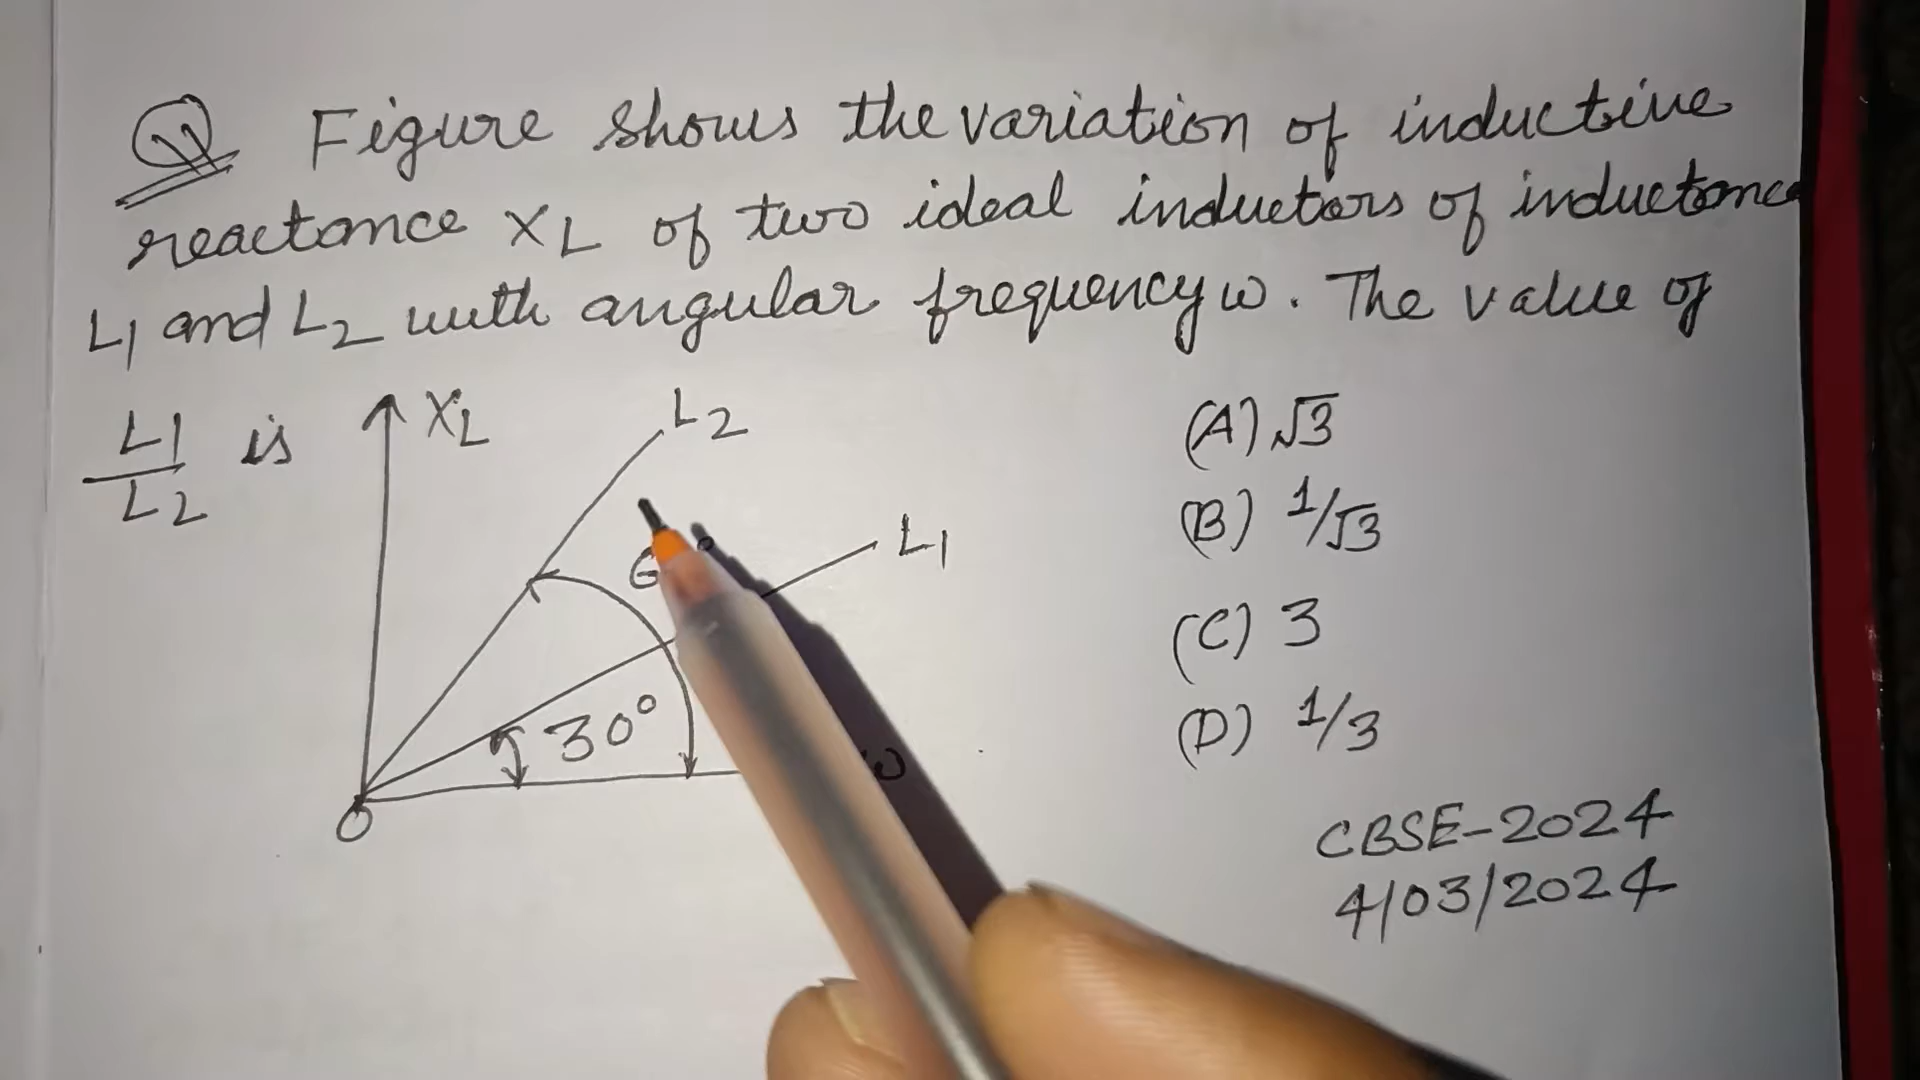 Q Figure shows the variation of inductive
reactance XL of two ideal inductors of inductance
L1 and L2 with angular frequency ω. The value of
L1/L2 is
XL
L2
L1
30°
ω
O
(A) √3
(B) 1/√3
(C) 3
(D) 1/3
CBSE-2024
4/03/2024